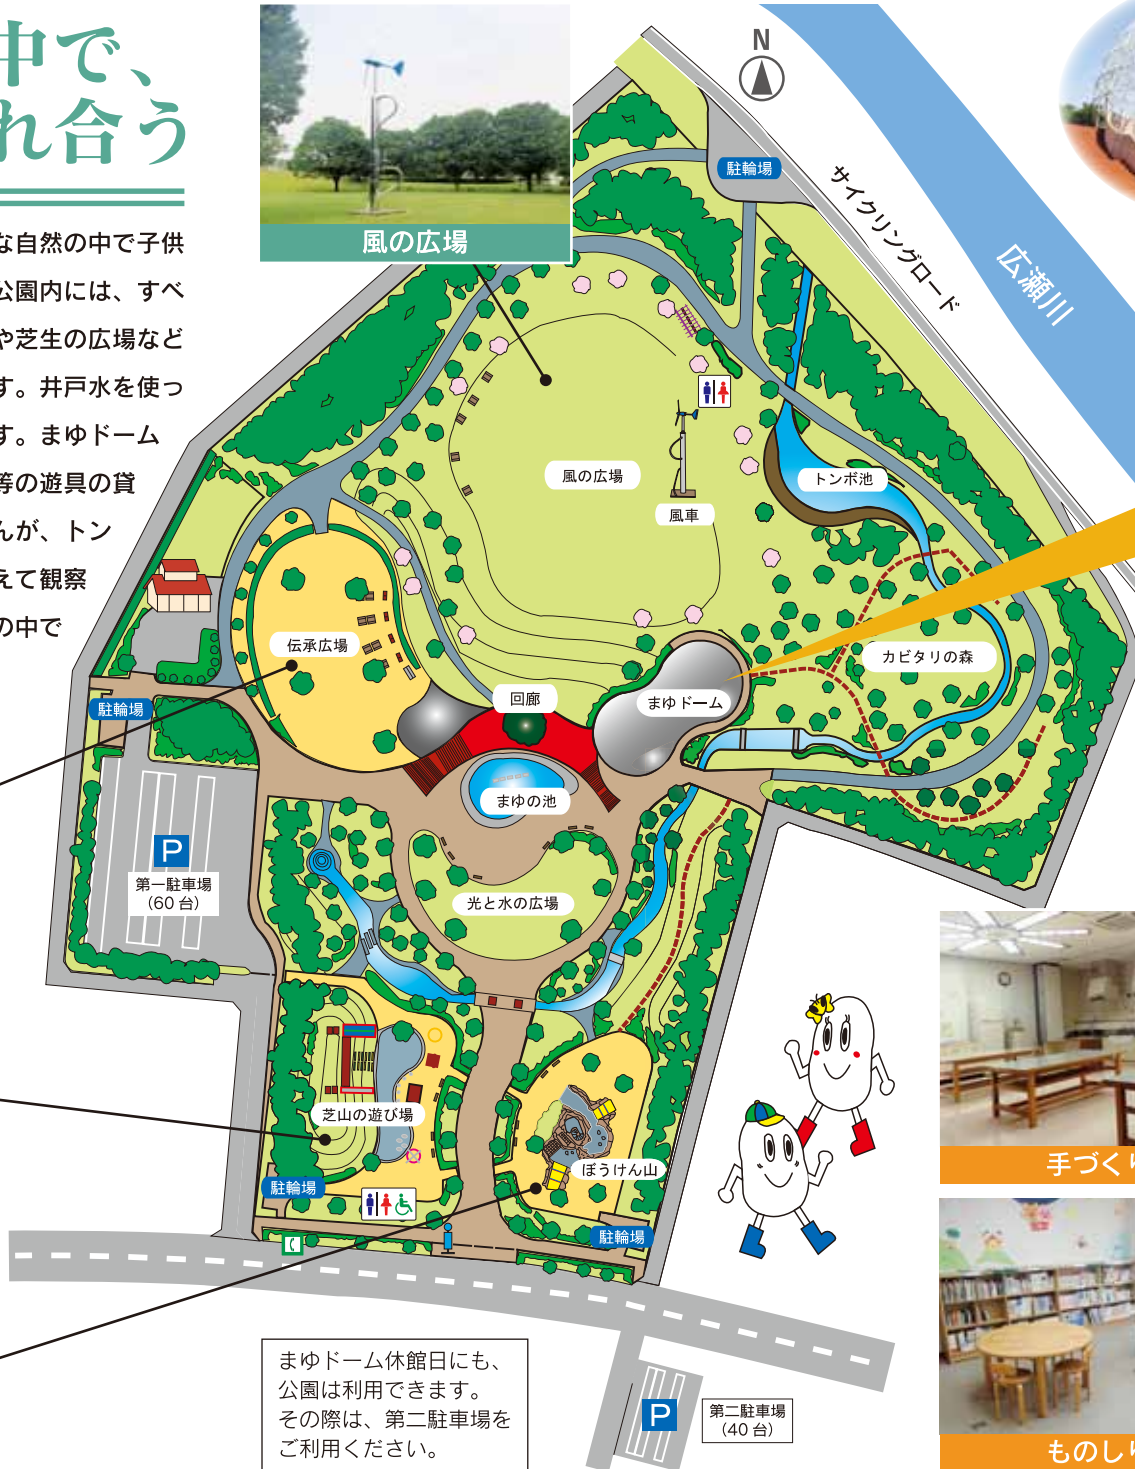 中で、
れ合う
な自然の中で子供
公園内には、すべ
や芝生の広場など
す。井戸水を使っ
す。まゆドーム
等の遊具の貸
んが、トン
えて観察
の中で
風の広場
N
駐輪場
サイクリングロード
広瀬川
風の広場
風車
トンボ池
伝承広場
カビタリの森
回廊
まゆドーム
駐輪場
まゆの池
P
第一駐車場
(60台)
光と水の広場
芝山の遊び場
ぼうけん山
駐輪場
駐輪場
手づくり
ものしり
まゆドーム休館日にも、
公園は利用できます。
その際は、第二駐車場を
ご利用ください。
P
第二駐車場
(40台)